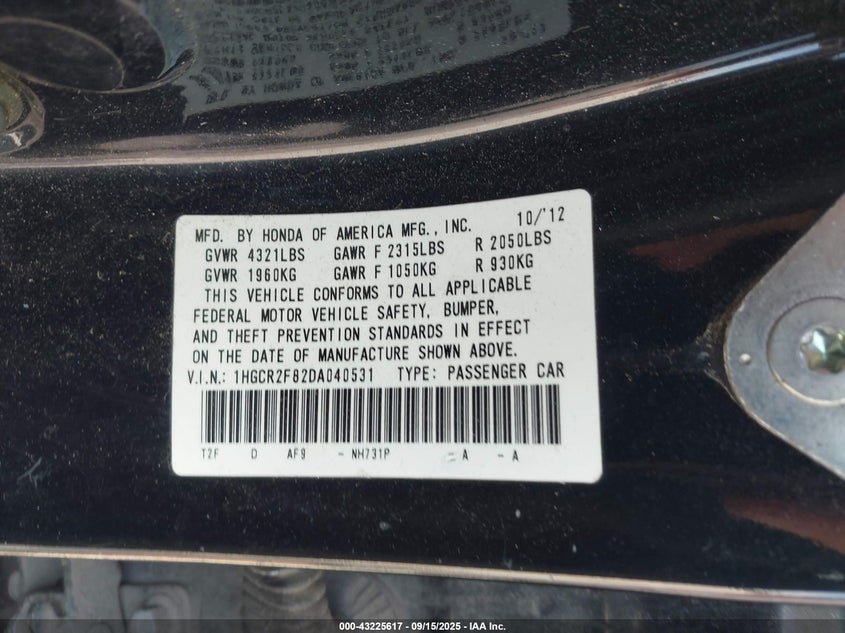 MFD. BY HONDA OF AMERICA MFG., INC. 10/'12
GVWR 4321LBS GAWR F 2315LBS R 2050LBS
GVWR 1960KG GAWR F 1050KG R 930KG
THIS VEHICLE CONFORMS TO ALL APPLICABLE
FEDERAL MOTOR VEHICLE SAFETY, BUMPER,
AND THEFT PREVENTION STANDARDS IN EFFECT
ON THE DATE OF MANUFACTURE SHOWN ABOVE.
V.I.N.: 1HGCR2F82DA040531 TYPE: PASSENGER CAR
T2F D AF9 - NH731P -A -A
000-43225617 - 09/15/2025 - IAA Inc.